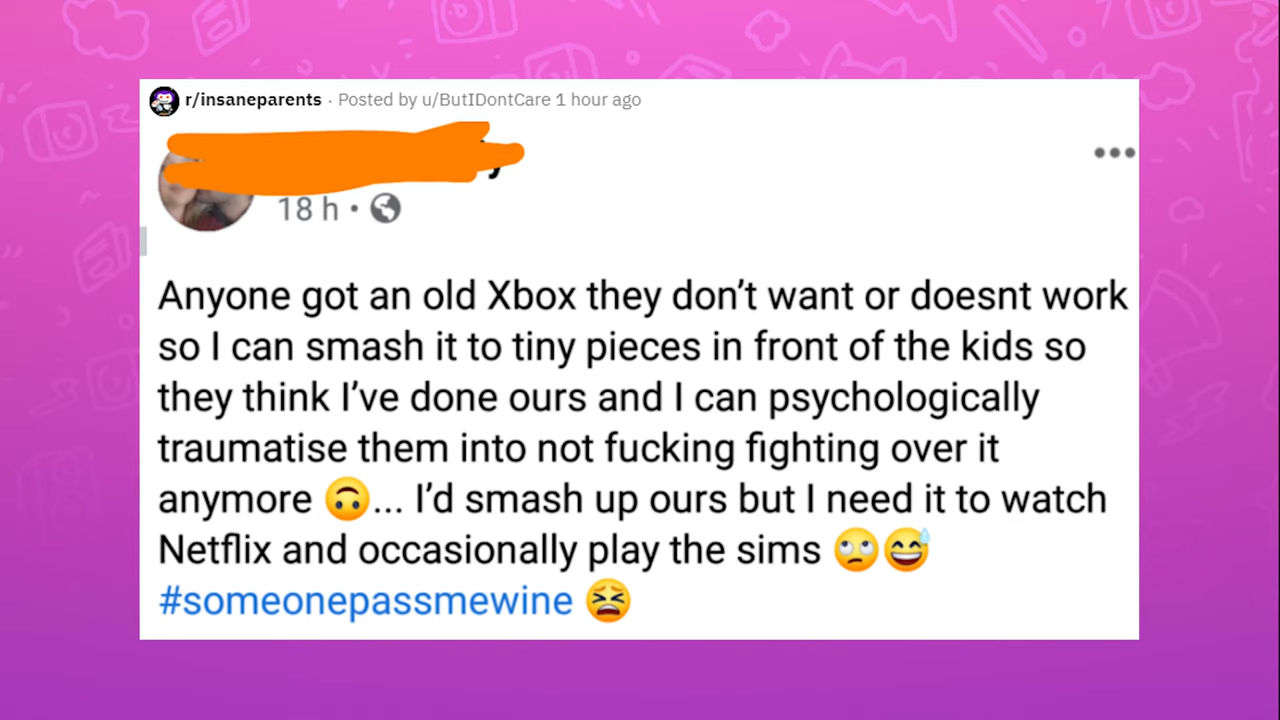 r/insaneparents · Posted by u/ButIDontCare 1 hour ago
18 h •
Anyone got an old Xbox they don’t want or doesnt work
so I can smash it to tiny pieces in front of the kids so
they think I’ve done ours and I can psychologically
traumatise them into not fucking fighting over it
anymore 🙃... I’d smash up ours but I need it to watch
Netflix and occasionally play the sims 🙄😅
#someonepassmewine 😫